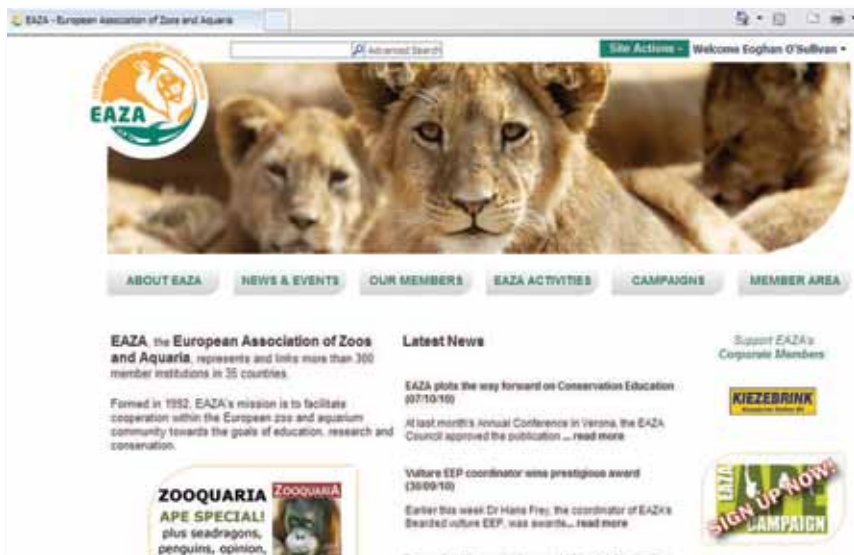 EAZA - European Association of Zoos and Aquaria
Advanced Search
Site Actions
Welcome Eoghan O'Sullivan
EAZA
ABOUT EAZA
NEWS & EVENTS
OUR MEMBERS
EAZA ACTIVITIES
CAMPAIGNS
MEMBER AREA
EAZA, the European Association of Zoos
and Aquaria, represents and links more than 300
member institutions in 35 countries.
Formed in 1992, EAZA's mission is to facilitate
cooperation within the European zoo and aquarium
community towards the goals of education, research and
conservation.
ZOOQUARIA
APE SPECIAL!
plus seadragons,
penguins, opinion,
ZOOQUARIA
Latest News
EAZA plots the way forward on Conservation Education
(07/10/10)
At last month's Annual Conference in Verona, the EAZA
Council approved the publication ... read more
Vulture EEP coordinator wins prestigious award
(30/09/10)
Earlier this week Dr Hans Frey, the coordinator of EAZA's
Bearded vulture EEP, was awards... read more
Support EAZA's
Corporate Members
KIEZEBRINK
EAZA
APE
CAMPAIGN
SIGN UP NOW!